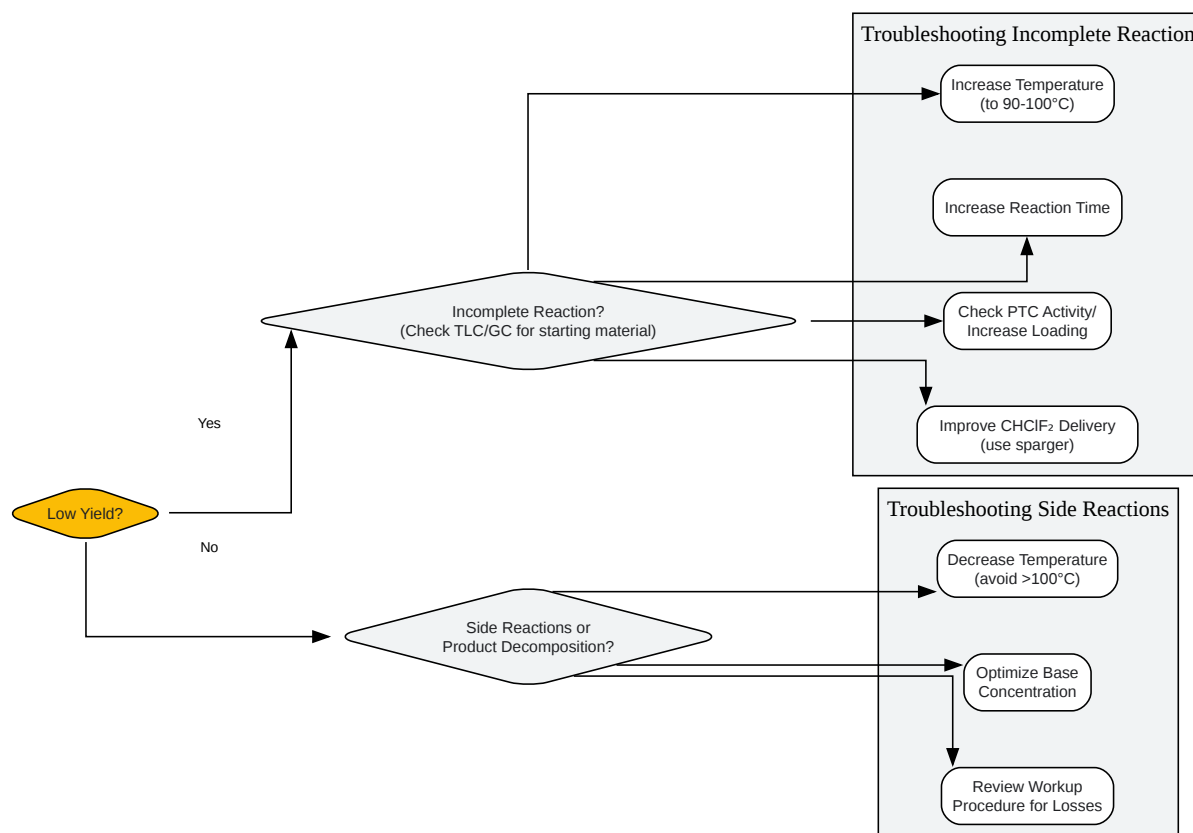 Troubleshooting Incomplete Reaction
Increase Temperature
(to 90-100°C)
Increase Reaction Time
Incomplete Reaction?
(Check TLC/GC for starting material)
Check PTC Activity/
Increase Loading
Improve CHClF₂ Delivery
(use sparger)
Yes
Low Yield?
No
Troubleshooting Side Reactions
Decrease Temperature
(avoid >100°C)
Side Reactions or
Product Decomposition?
Optimize Base
Concentration
Review Workup
Procedure for Losses